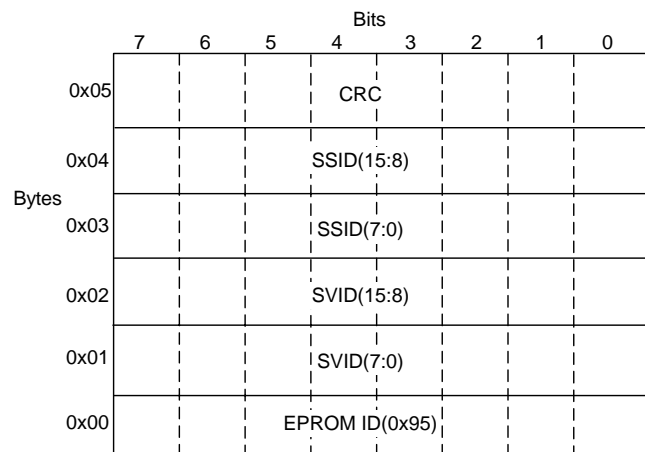 Bits
7 6 5 4 3 2 1 0
0x05 CRC
0x04 SSID(15:8)
Bytes
0x03 SSID(7:0)
0x02 SVID(15:8)
0x01 SVID(7:0)
0x00 EPROM ID(0x95)